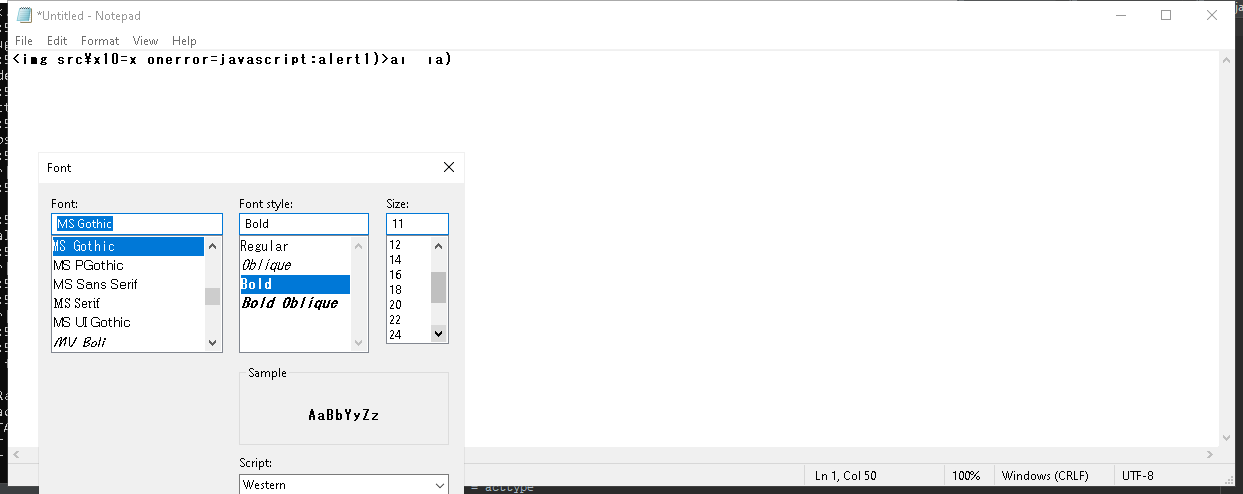 *Untitled - Notepad
File Edit Format View Help
<img src¥x10=x onerror=javascript:alert1)>
Font
Font: Font style: Size:
MS Gothic Bold 11
MS Gothic Regular 12
MS PGothic Oblique 14
MS Sans Serif Bold 16
MS Serif Bold Oblique 18
MS UI Gothic 20
MV Boli 22
24
Sample
AaBbYyZz
Script:
Western
Ln 1, Col 50 100% Windows (CRLF) UTF-8
= acctype